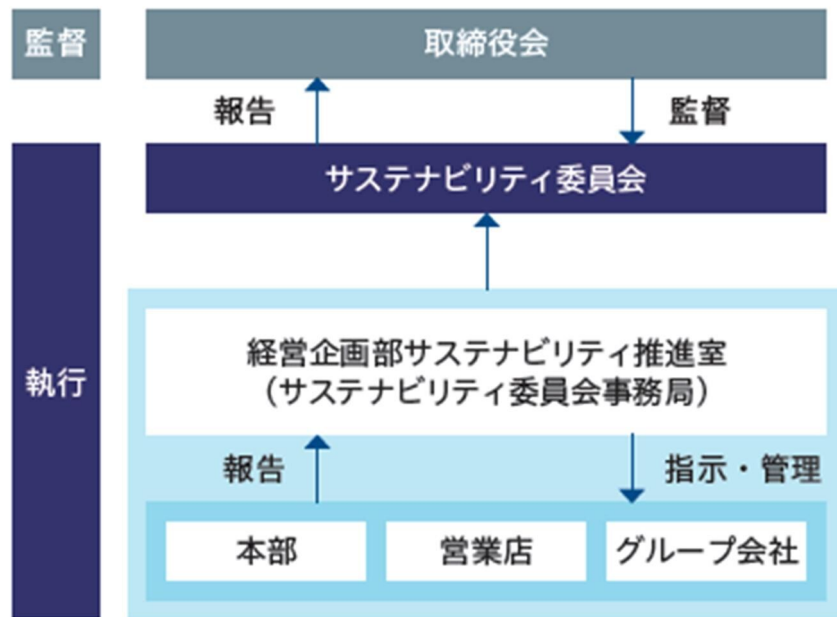 監督
取締役会
報告
監督
サステナビリティ委員会
執行
経営企画部サステナビリティ推進室
（サステナビリティ委員会事務局）
報告
指示・管理
本部
営業店
グループ会社